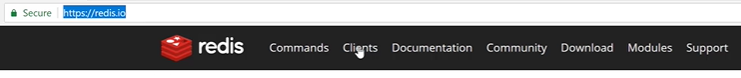 Secure https://redis.io
redis Commands Clients Documentation Community Download Modules Support